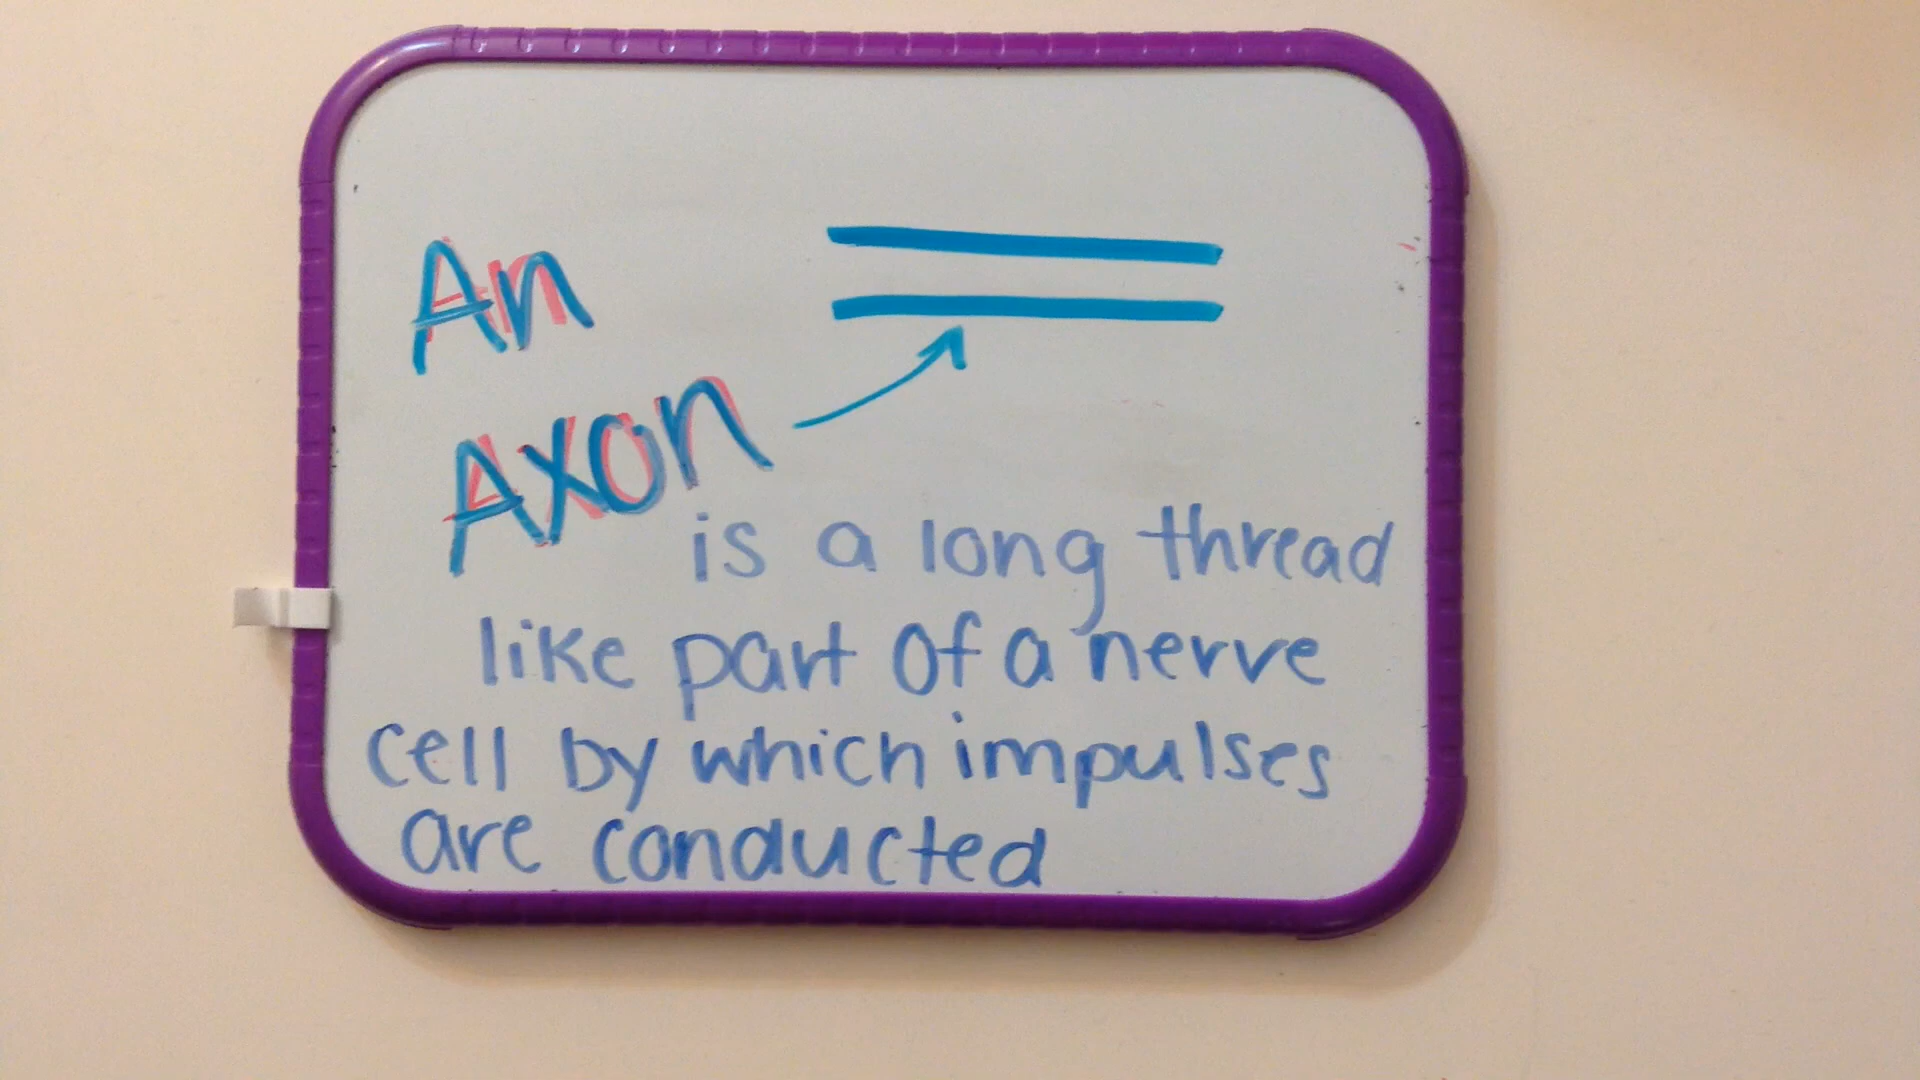 An
Axon
is a long thread
like part of a nerve
cell by which impulses
are conducted